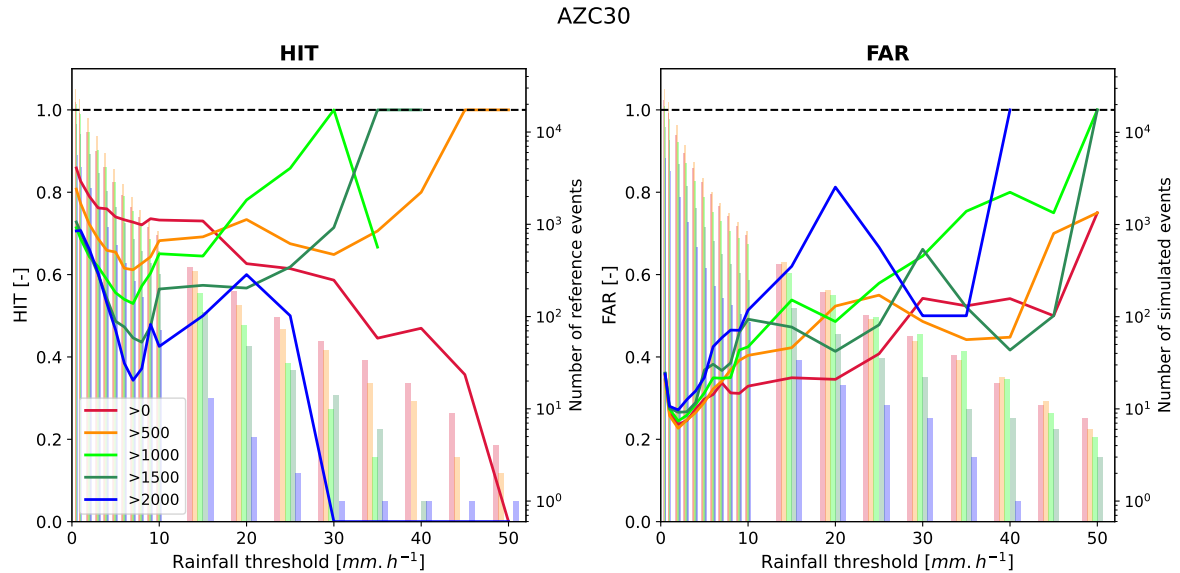 AZC30
HIT
FAR
1.0
0.8
0.6
0.4
0.2
0.0
HIT [-]
10⁴
10³
10²
10¹
10⁰
Number of reference events
>0
>500
>1000
>1500
>2000
0 10 20 30 40 50
Rainfall threshold [mm.h⁻¹]
1.0
0.8
0.6
0.4
0.2
0.0
FAR [-]
10⁴
10³
10²
10¹
10⁰
Number of simulated events
0 10 20 30 40 50
Rainfall threshold [mm.h⁻¹]